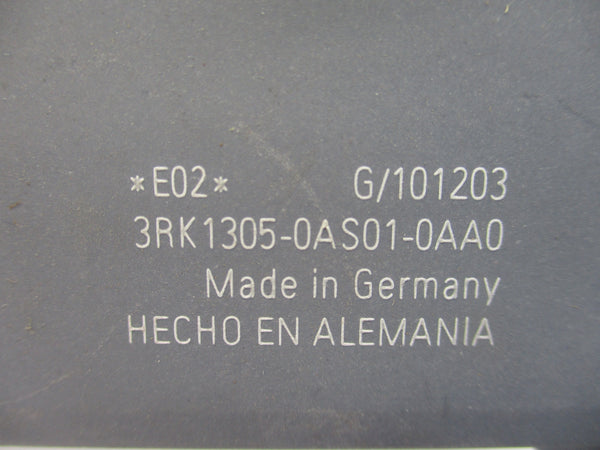 *E02* G/101203
3RK1305-0AS01-0AA0
Made in Germany
HECHO EN ALEMANIA